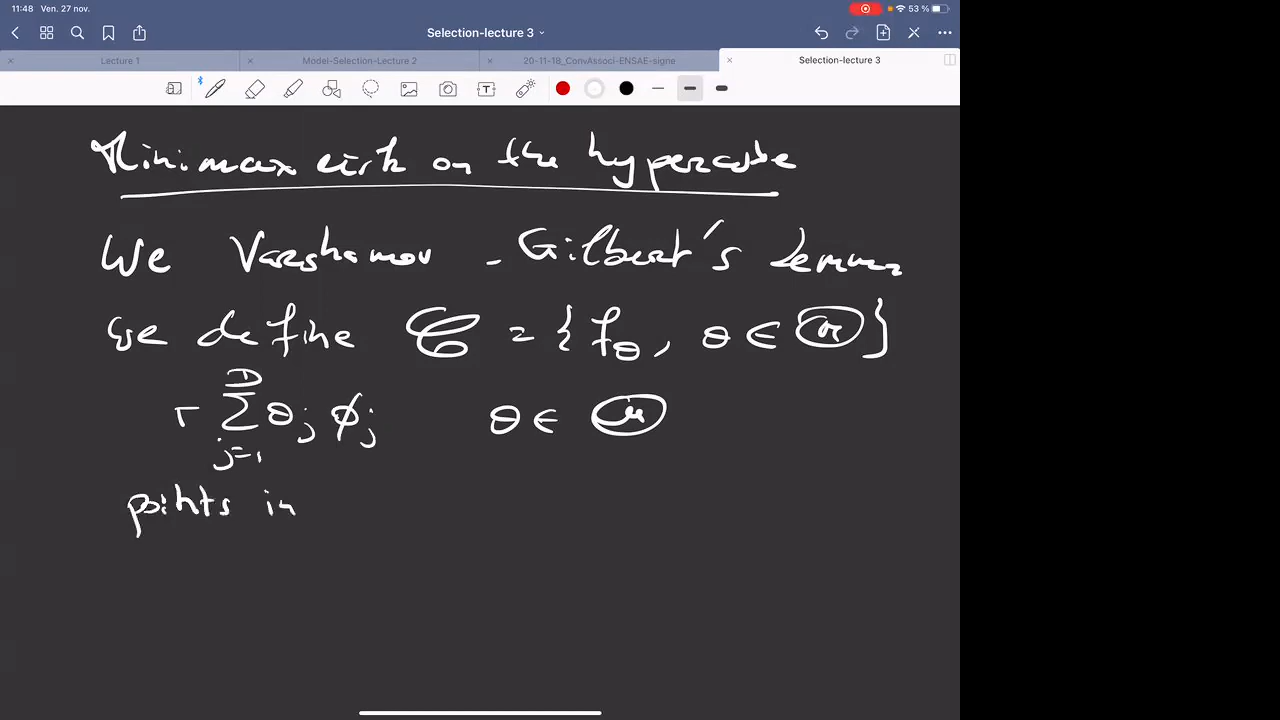 11:48 Ven. 27 nov. 53 %
Selection-lecture 3
Lecture 1 Model-Selection-Lecture 2 20-11-18_ConvAssoci-ENSAE-signe Selection-lecture 3
Minimax risk on the hypercube
We Varshamov - Gilbert's Lemma
we define C = { f_θ, θ ∈ Θ }
r ∑_{j=1}^{D} θ_j ϕ_j θ ∈ Θ
points in